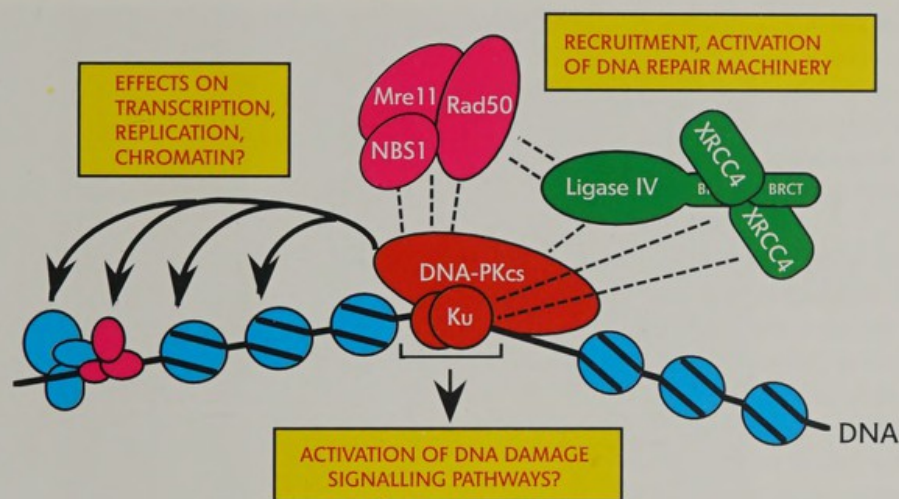 EFFECTS ON
TRANSCRIPTION,
REPLICATION,
CHROMATIN?
RECRUITMENT, ACTIVATION
OF DNA REPAIR MACHINERY
Mre11
Rad50
NBS1
Ligase IV
XRCC4
BRCT
XRCC4
DNA-PKcs
Ku
DNA
ACTIVATION OF DNA DAMAGE
SIGNALLING PATHWAYS?